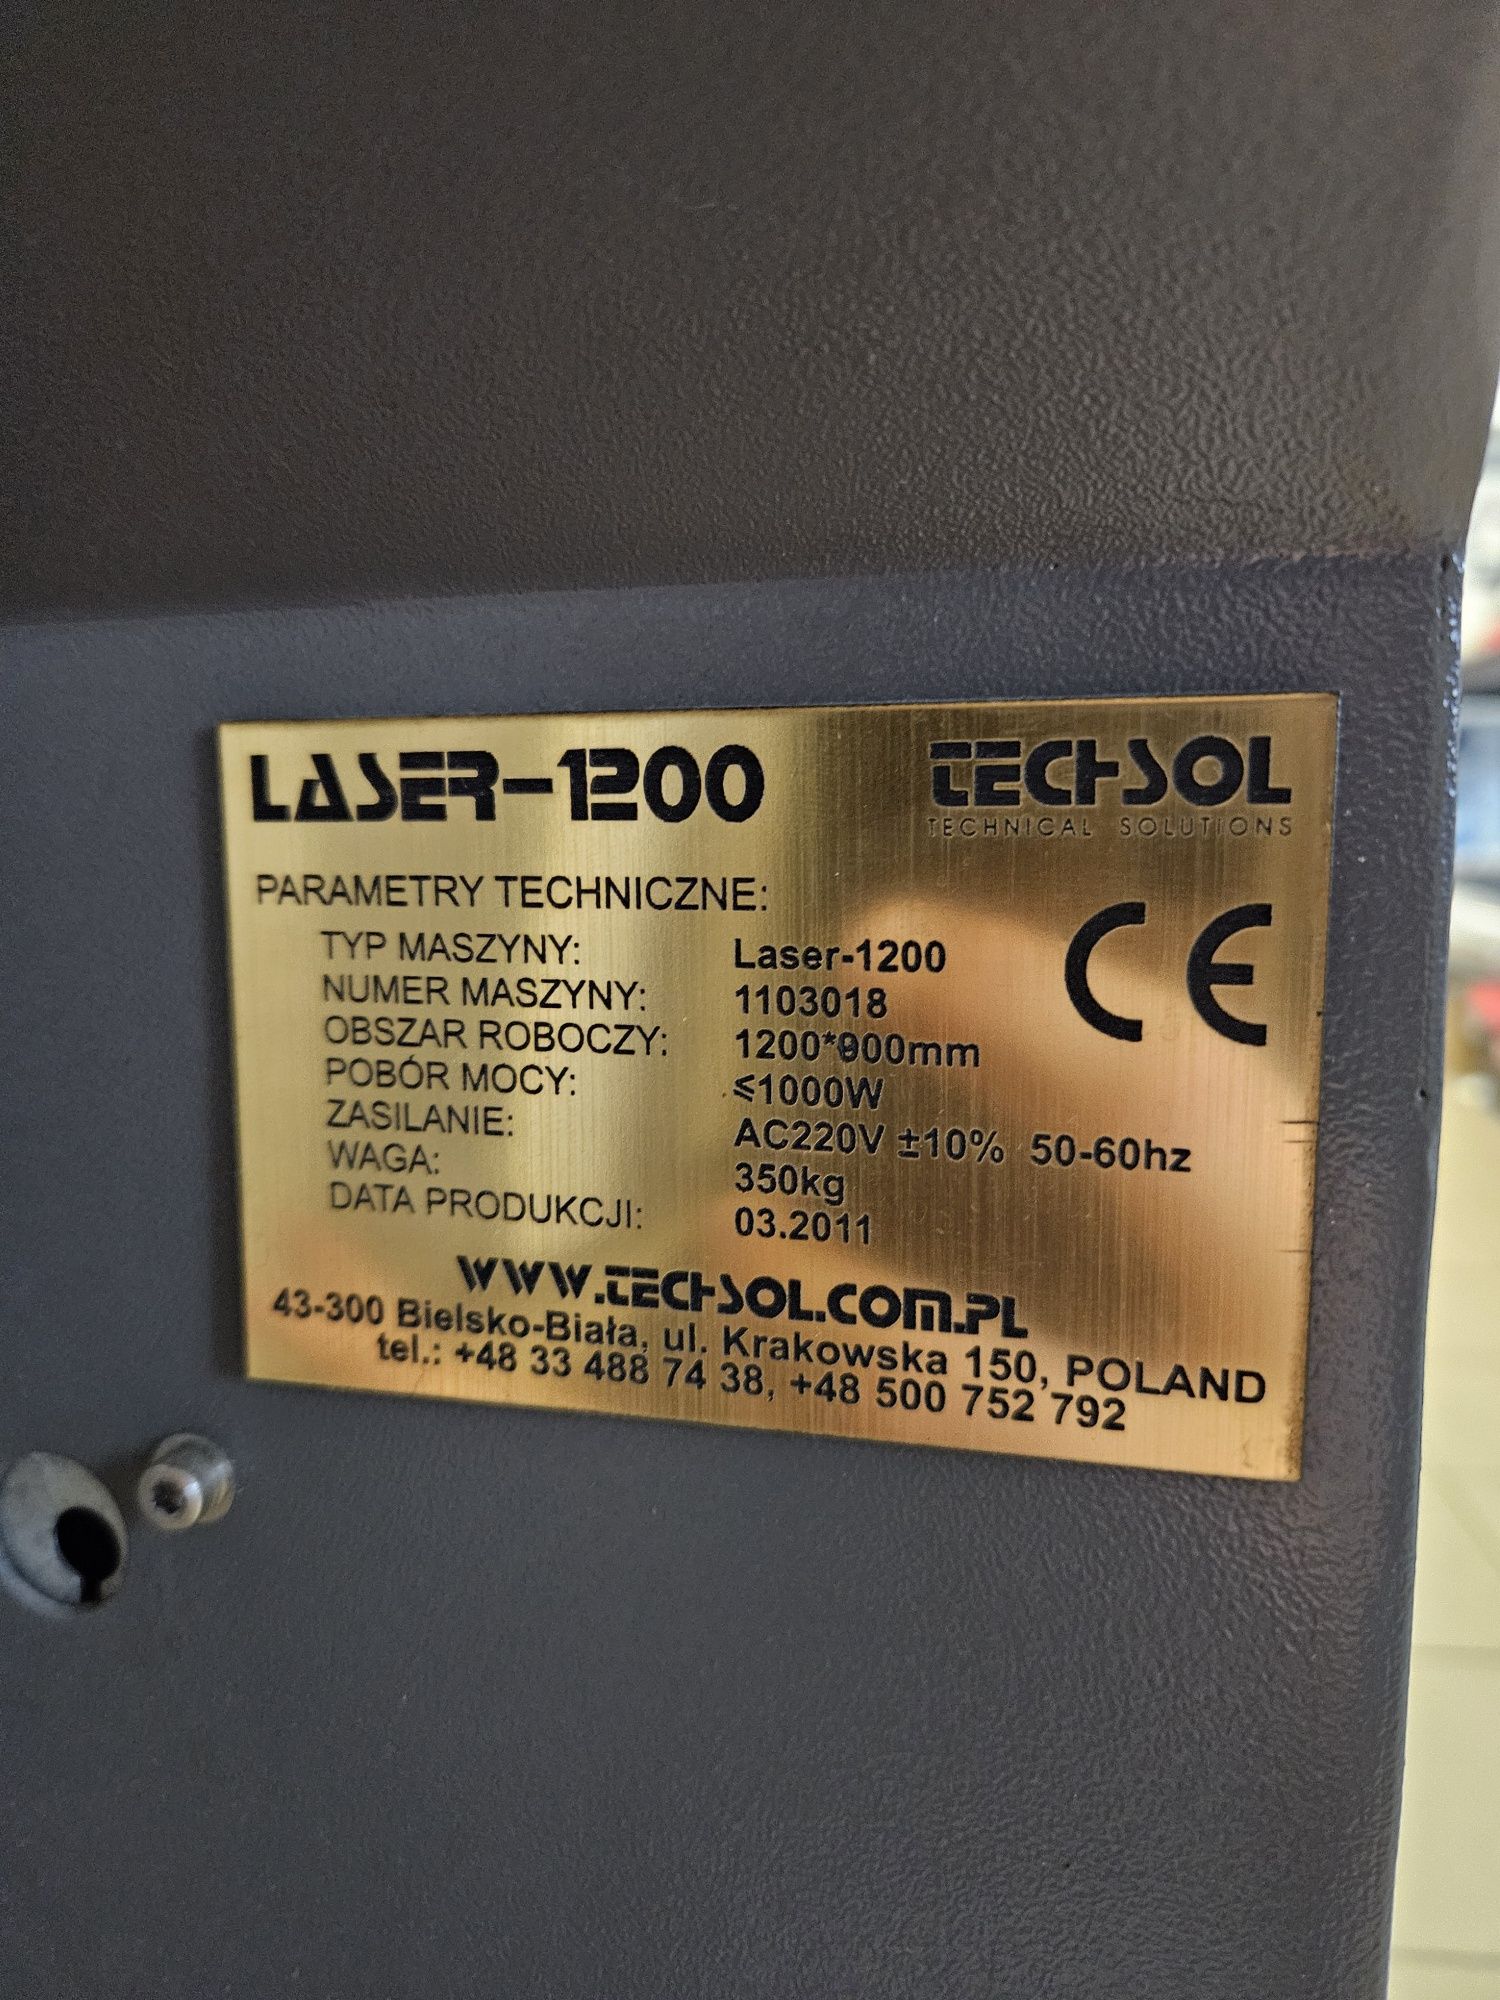 LASER-1200
TECHSOL
TECHNICAL SOLUTIONS
PARAMETRY TECHNICZNE:
TYP MASZYNY: Laser-1200
NUMER MASZYNY: 1103018
OBSZAR ROBOCZY: 1200*900mm
POBÓR MOCY: ≤1000W
ZASILANIE: AC220V ±10% 50-60hz
WAGA: 350kg
DATA PRODUKCJI: 03.2011
CE
WWW.TECHSOL.COM.PL
43-300 Bielsko-Biała, ul. Krakowska 150, POLAND
tel.: +48 33 488 74 38, +48 500 752 792